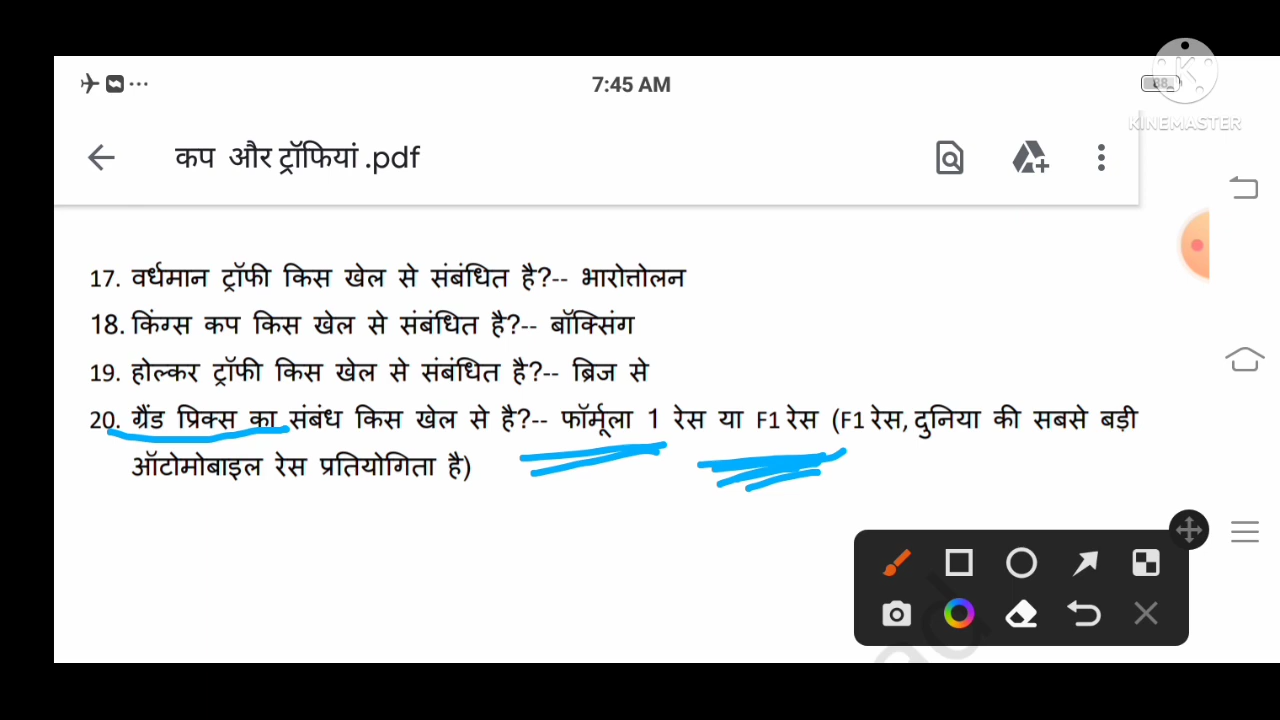 7:45 AM
88
KINEMASTER
कप और ट्रॉफियां .pdf
17. वर्धमान ट्रॉफी किस खेल से संबंधित है?-- भारोत्तोलन
18. किंग्स कप किस खेल से संबंधित है?-- बॉक्सिंग
19. होल्कर ट्रॉफी किस खेल से संबंधित है?-- ब्रिज से
20. ग्रैंड प्रिक्स का संबंध किस खेल से है?-- फॉर्मूला 1 रेस या F1 रेस (F1 रेस, दुनिया की सबसे बड़ी
ऑटोमोबाइल रेस प्रतियोगिता है)